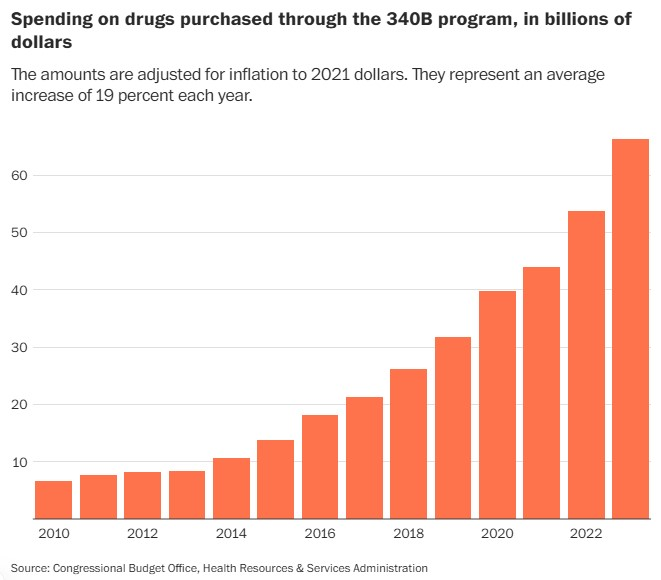 Spending on drugs purchased through the 340B program, in billions of
dollars
The amounts are adjusted for inflation to 2021 dollars. They represent an average
increase of 19 percent each year.
60
50
40
30
20
10
2010 2012 2014 2016 2018 2020 2022
Source: Congressional Budget Office, Health Resources & Services Administration